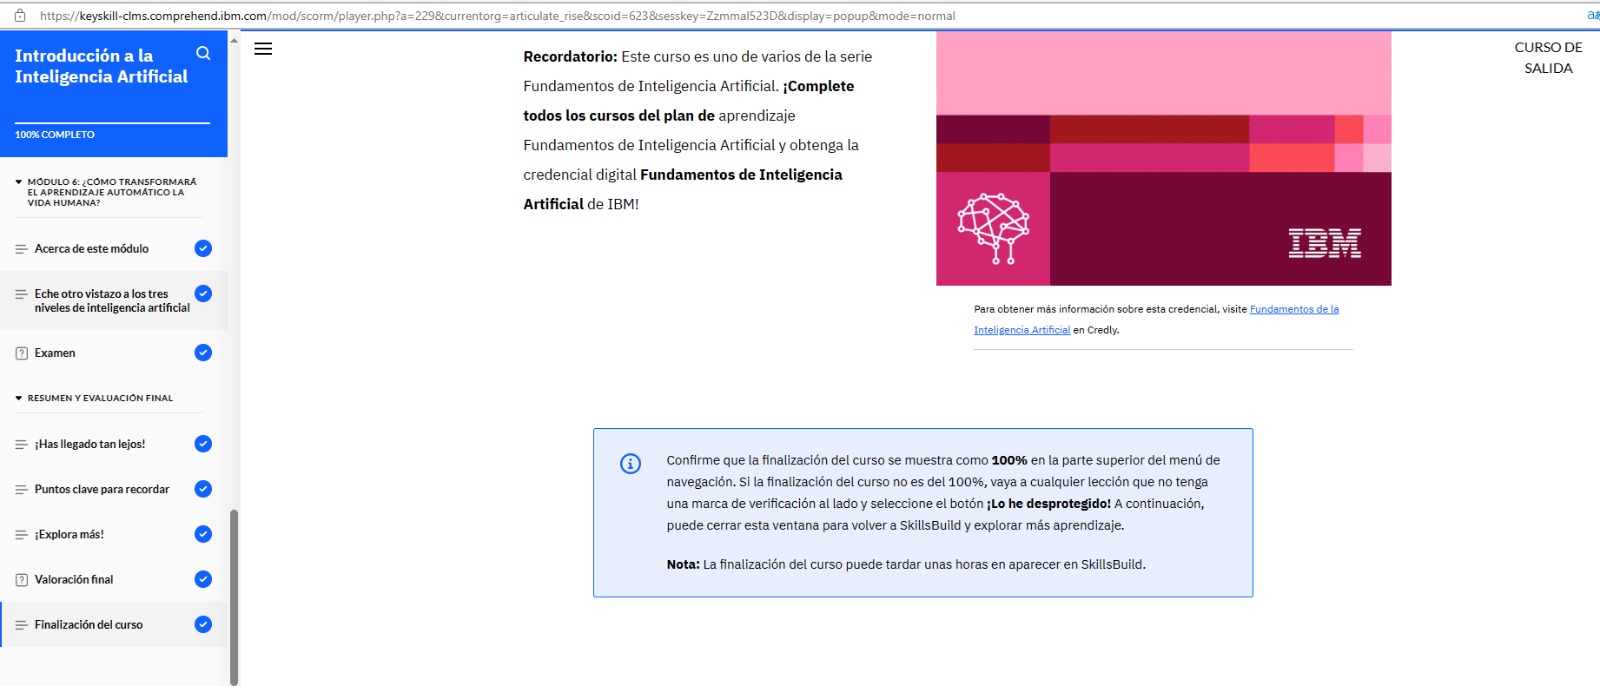 https://keyskill-clms.comprehend.ibm.com/mod/scorm/player.php?a=229&currentorg=articulate_rise&scoid=623&sesskey=Zzmmal523D&display=popup&mode=normal
Introducción a la
Inteligencia Artificial
100% COMPLETO
MÓDULO 6: ¿CÓMO TRANSFORMARÁ
EL APRENDIZAJE AUTOMÁTICO LA
VIDA HUMANA?
Acerca de este módulo
Eche otro vistazo a los tres
niveles de inteligencia artificial
Examen
RESUMEN Y EVALUACIÓN FINAL
¡Has llegado tan lejos!
Puntos clave para recordar
¡Explora más!
Valoración final
Finalización del curso
Recordatorio: Este curso es uno de varios de la serie
Fundamentos de Inteligencia Artificial. ¡Complete
todos los cursos del plan de aprendizaje
Fundamentos de Inteligencia Artificial y obtenga la
credencial digital Fundamentos de Inteligencia
Artificial de IBM!
IBM
Para obtener más información sobre esta credencial, visite Fundamentos de la
Inteligencia Artificial en Credly.
CURSO DE
SALIDA
Confirme que la finalización del curso se muestra como 100% en la parte superior del menú de
navegación. Si la finalización del curso no es del 100%, vaya a cualquier lección que no tenga
una marca de verificación al lado y seleccione el botón ¡Lo he desprotegido! A continuación,
puede cerrar esta ventana para volver a SkillsBuild y explorar más aprendizaje.
Nota: La finalización del curso puede tardar unas horas en aparecer en SkillsBuild.